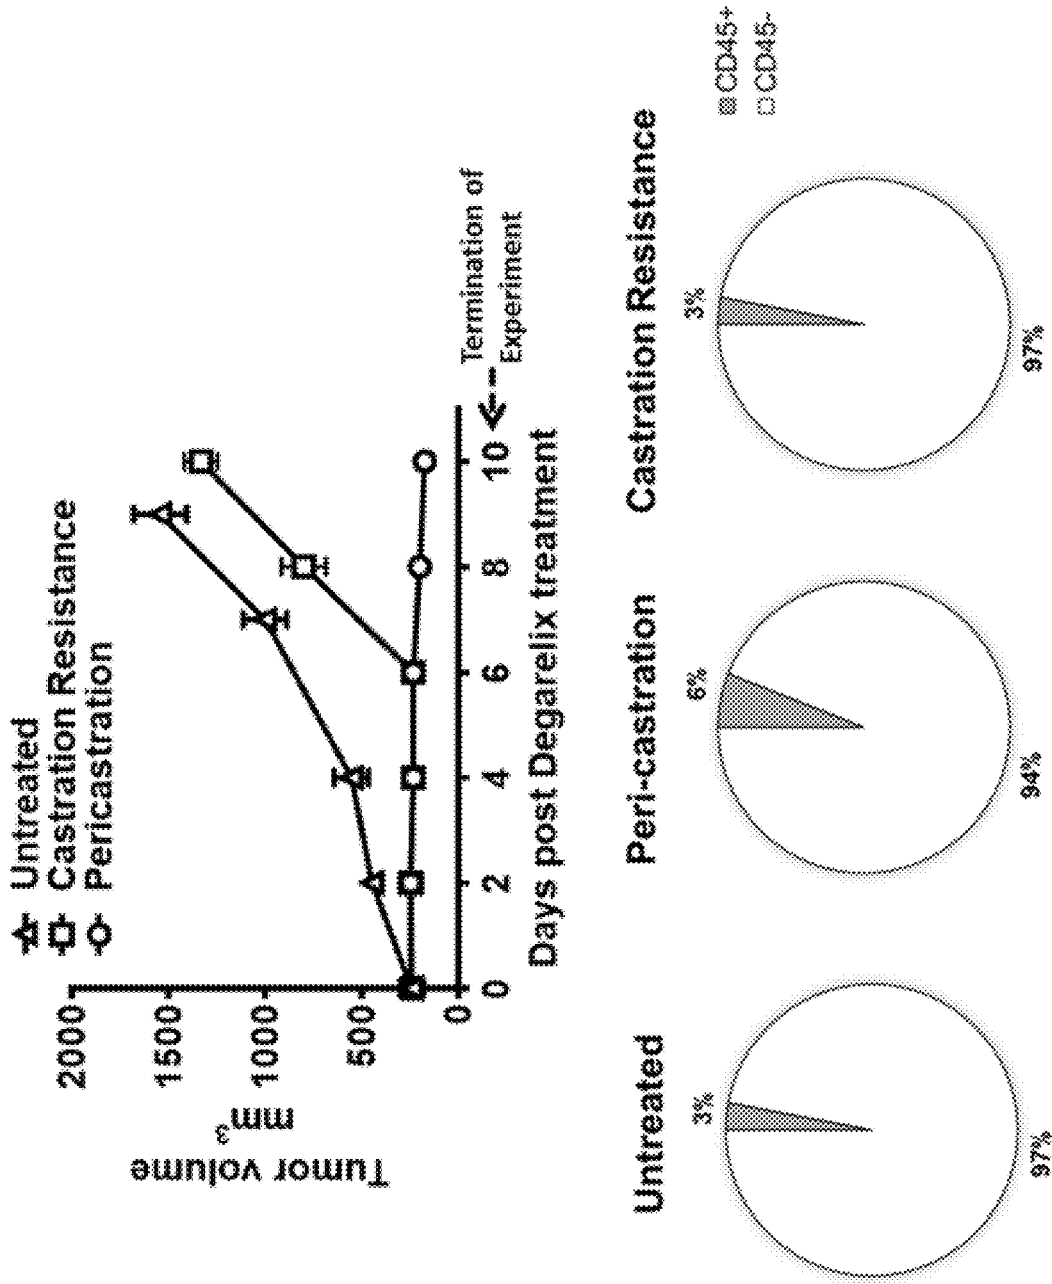 Untreated
Castration Resistance
Pericastration
Tumor volume
mm3
2000
1500
1000
500
0
0 2 4 6 8 10
Days post Degarelix treatment
Termination of
Experiment
Untreated
3%
97%
Peri-castration
6%
94%
Castration Resistance
3%
97%
CD45+
CD45-